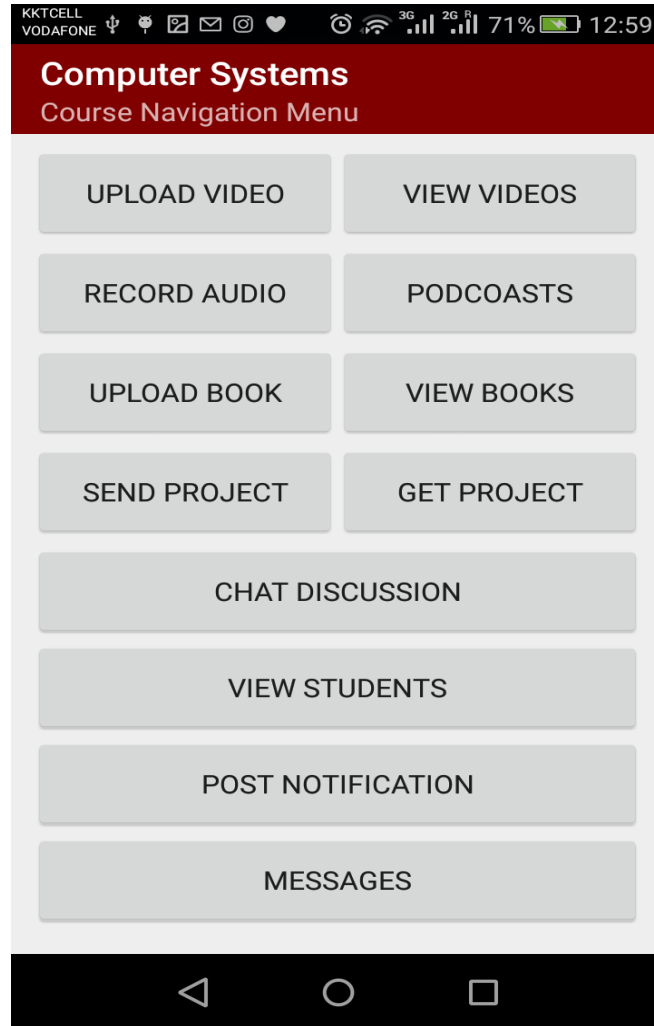 KKTCELL
VODAFONE 3G 2G R 71% 12:59
Computer Systems
Course Navigation Menu
UPLOAD VIDEO VIEW VIDEOS
RECORD AUDIO PODCOASTS
UPLOAD BOOK VIEW BOOKS
SEND PROJECT GET PROJECT
CHAT DISCUSSION
VIEW STUDENTS
POST NOTIFICATION
MESSAGES